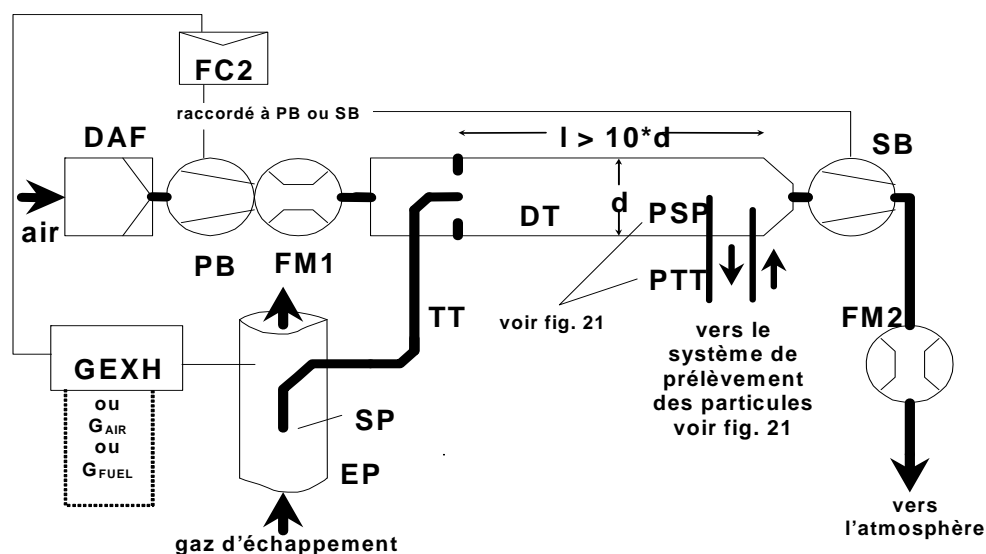 FC2
raccordé à PB ou SB
DAF
l > 10*d
SB
air
d
DT
PSP
PB
FM1
PTT
TT
voir fig. 21
FM2
vers le
système de
prélèvement
des particules
voir fig. 21
GEXH
ou
GAIR
ou
GFUEL
SP
EP
vers
l'atmosphère
gaz d'échappement